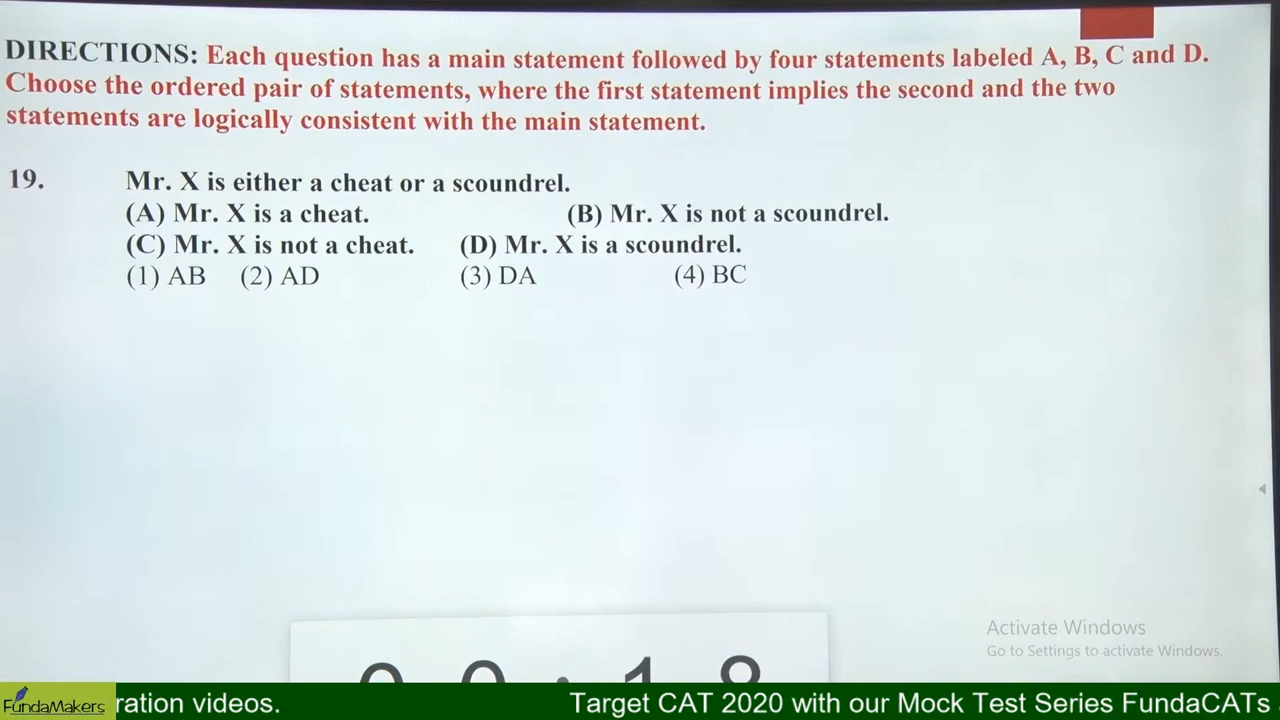 DIRECTIONS: Each question has a main statement followed by four statements labeled A, B, C and D.
Choose the ordered pair of statements, where the first statement implies the second and the two
statements are logically consistent with the main statement.
19. Mr. X is either a cheat or a scoundrel.
(A) Mr. X is a cheat. (B) Mr. X is not a scoundrel.
(C) Mr. X is not a cheat. (D) Mr. X is a scoundrel.
(1) AB (2) AD (3) DA (4) BC
Activate Windows
Go to Settings to activate Windows.
FundaMakers ration videos. Target CAT 2020 with our Mock Test Series FundaCATs